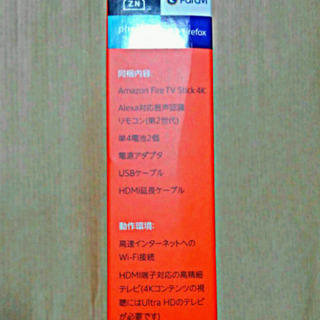 ZN
Paravi
firefox
同梱内容:
Amazon Fire TV Stick 4K
Alexa対応音声認識
リモコン(第2世代)
単4電池2個
電源アダプタ
USBケーブル
HDMI延長ケーブル
動作環境:
高速インターネットへの
Wi-Fi接続
HDMI端子対応の高精細
テレビ(4Kコンテンツの視
聴にはUltra HDのテレビ
が必要です)